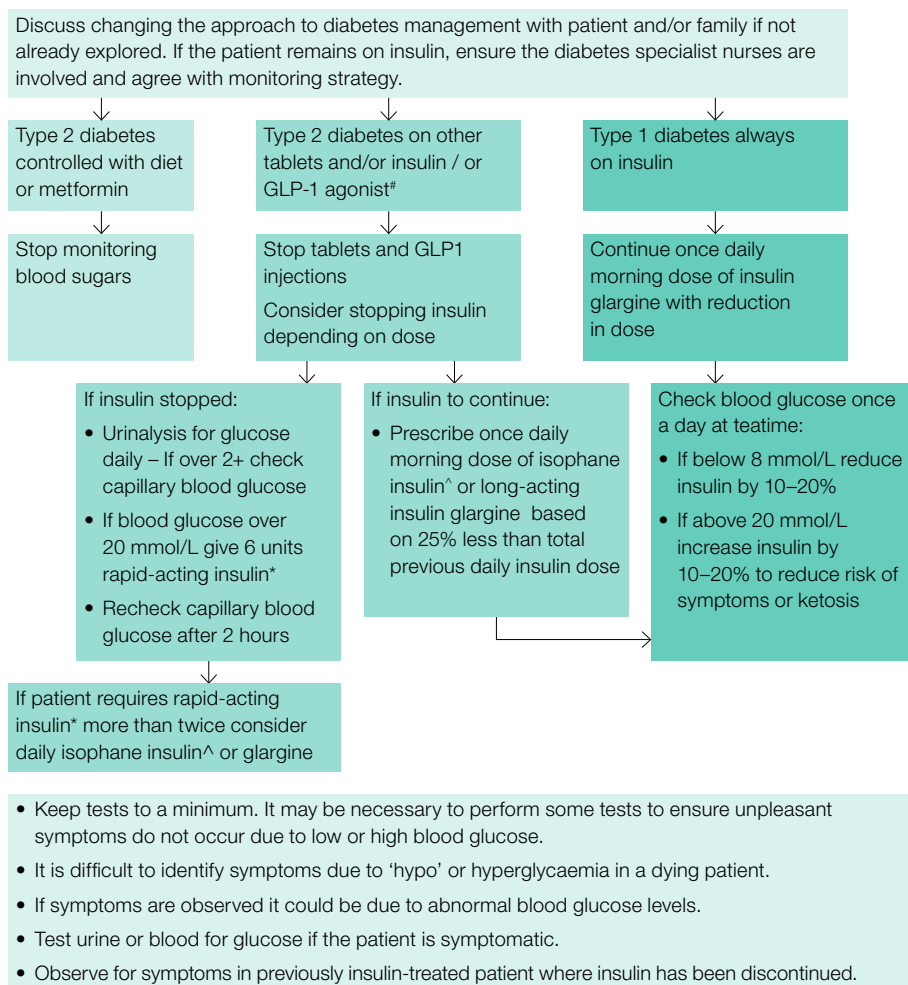 Discuss changing the approach to diabetes management with patient and/or family if not
already explored. If the patient remains on insulin, ensure the diabetes specialist nurses are
involved and agree with monitoring strategy.
Type 2 diabetes
controlled with diet
or metformin
Type 2 diabetes on other
tablets and/or insulin / or
GLP-1 agonist#
Type 1 diabetes always
on insulin
Stop monitoring
blood sugars
Stop tablets and GLP1
injections
Consider stopping insulin
depending on dose
Continue once daily
morning dose of insulin
glargine with reduction
in dose
If insulin stopped:
• Urinalysis for glucose
daily – If over 2+ check
capillary blood glucose
• If blood glucose over
20 mmol/L give 6 units
rapid-acting insulin*
• Recheck capillary blood
glucose after 2 hours
If insulin to continue:
• Prescribe once daily
morning dose of isophane
insulin^ or long-acting
insulin glargine based
on 25% less than total
previous daily insulin dose
Check blood glucose once
a day at teatime:
• If below 8 mmol/L reduce
insulin by 10–20%
• If above 20 mmol/L
increase insulin by
10–20% to reduce risk of
symptoms or ketosis
If patient requires rapid-acting
insulin* more than twice consider
daily isophane insulin^ or glargine
• Keep tests to a minimum. It may be necessary to perform some tests to ensure unpleasant
symptoms do not occur due to low or high blood glucose.
• It is difficult to identify symptoms due to ‘hypo’ or hyperglycaemia in a dying patient.
• If symptoms are observed it could be due to abnormal blood glucose levels.
• Test urine or blood for glucose if the patient is symptomatic.
• Observe for symptoms in previously insulin-treated patient where insulin has been discontinued.